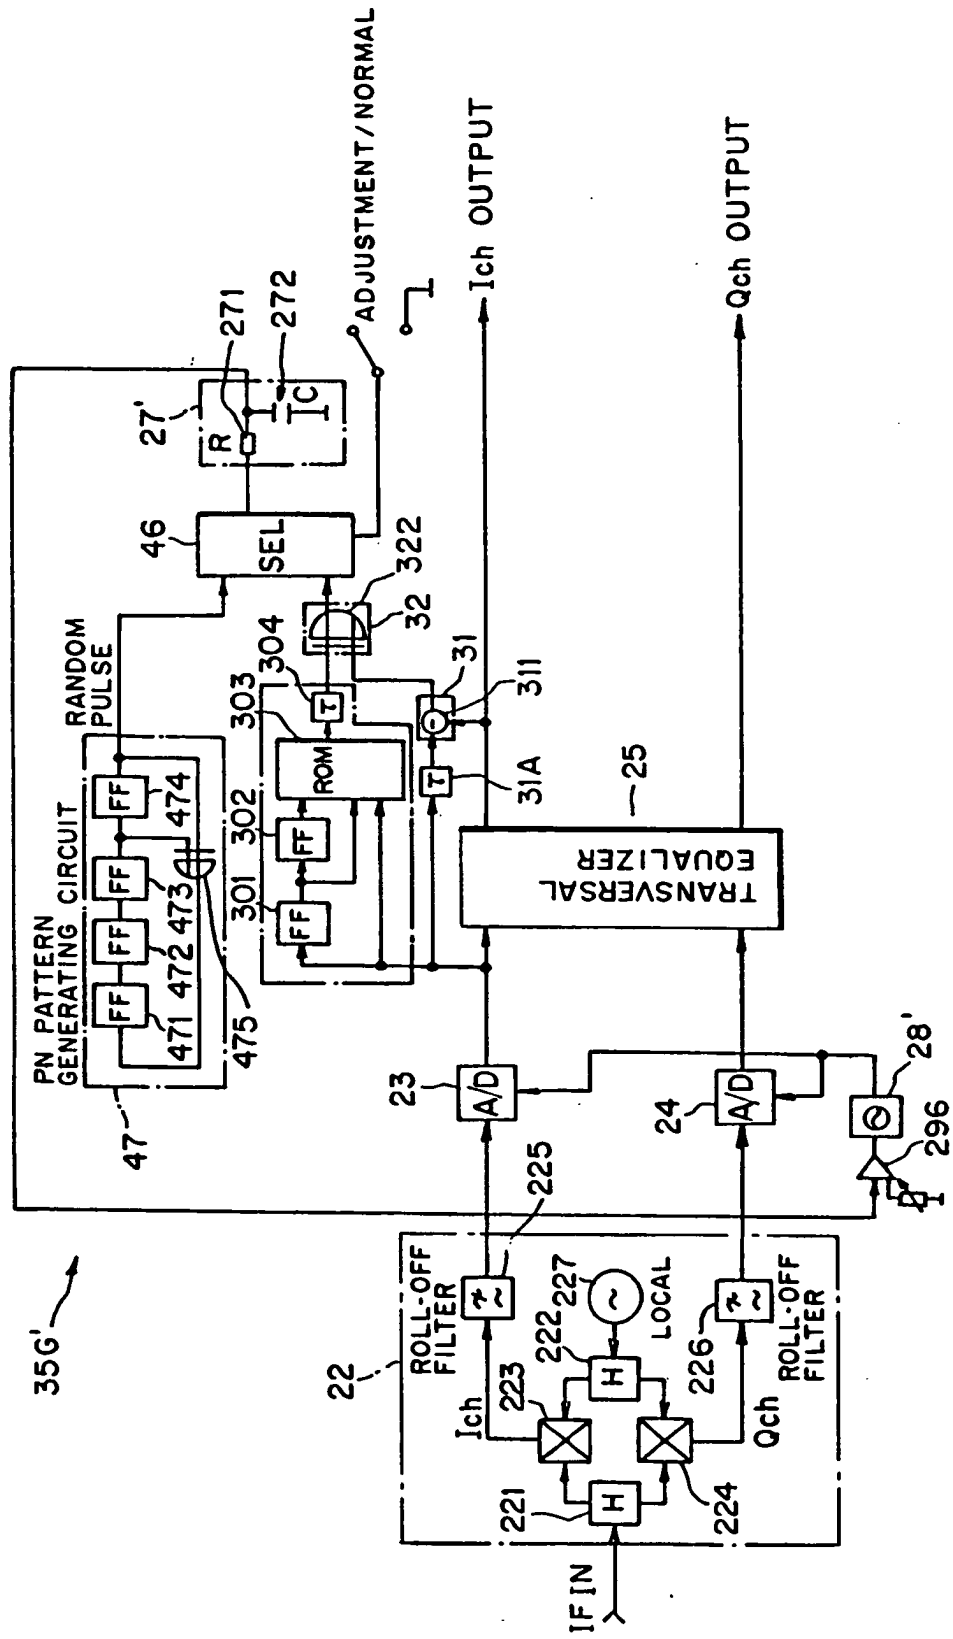 35G'
PN PATTERN
GENERATING CIRCUIT
47
FF
FF
FF
FF
471
472
473
474
475
RANDOM
PULSE
46
SEL
27'
R
271
272
C
ADJUSTMENT/NORMAL
301
302
303
304
FF
FF
ROM
τ
322
32
31
311
-
τ
31A
Ich OUTPUT
22
ROLL-OFF
FILTER
225
23
A/D
Ich
223
222
227
~
LOCAL
H
221
H
IF IN
224
226
Qch
ROLL-OFF
FILTER
24
A/D
TRANSVERSAL
EQUALIZER
25
Qch OUTPUT
28'
296